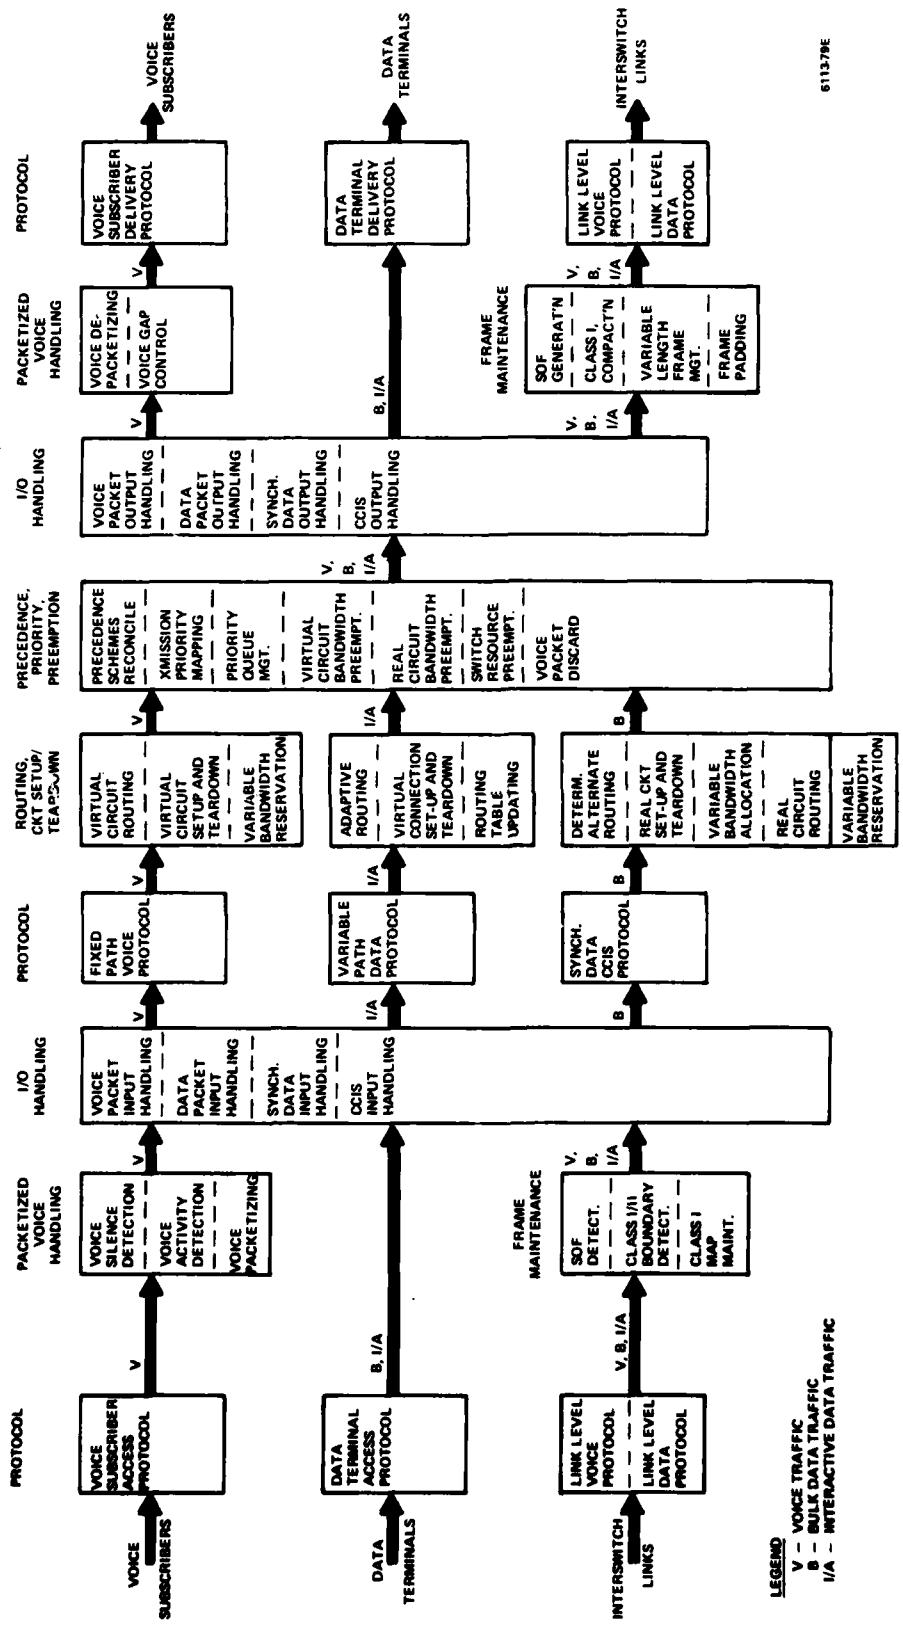 PROTOCOL
VOICE
SUBSCRIBERS
VOICE
SUBSCRIBER
ACCESS
PROTOCOL
V
DATA
TERMINALS
DATA
TERMINAL
ACCESS
PROTOCOL
B, I/A
INTERSWITCH
LINKS
LINK LEVEL
VOICE
PROTOCOL
LINK LEVEL
DATA
PROTOCOL
V, B, I/A
PACKETIZED
VOICE
HANDLING
VOICE
SILENCE
DETECTION
VOICE
ACTIVITY
DETECTION
VOICE
PACKETIZING
V
FRAME
MAINTENANCE
SOF
DETECT.
CLASS I/II
BOUNDARY
DETECT.
CLASS I
MAP
MAINT.
V,
B,
I/A
I/O
HANDLING
VOICE
PACKET
INPUT
HANDLING
DATA
PACKET
INPUT
HANDLING
SYNCH.
DATA
INPUT
HANDLING
CCIS
INPUT
HANDLING
V
I/A
B
PROTOCOL
FIXED
PATH
VOICE
PROTOCOL
V
VARIABLE
PATH
DATA
PROTOCOL
I/A
SYNCH.
DATA
CCIS
PROTOCOL
B
ROUTING,
CKT SETUP/
TEARDOWN
VIRTUAL
CIRCUIT
ROUTING
VIRTUAL
CIRCUIT
SETUP AND
TEARDOWN
VARIABLE
BANDWIDTH
RESERVATION
V
ADAPTIVE
ROUTING
VIRTUAL
CONNECTION
SET-UP AND
TEARDOWN
ROUTING
TABLE
UPDATING
I/A
DETERM.
ALTERNATE
ROUTING
REAL CKT
SET-UP AND
TEARDOWN
VARIABLE
BANDWIDTH
ALLOCATION
REAL
CIRCUIT
ROUTING
VARIABLE
BANDWIDTH
RESERVATION
B
PRECEDENCE,
PRIORITY,
PREEMPTION
PRECEDENCE
SCHEMES
RECONCILE
XMISSION
PRIORITY
MAPPING
PRIORITY
QUEUE
MGT.
VIRTUAL
CIRCUIT
BANDWIDTH
PREEMPT.
REAL
CIRCUIT
BANDWIDTH
PREEMPT.
SWITCH
RESOURCE
PREEMPT.
VOICE
PACKET
DISCARD
V,
B,
I/A
I/O
HANDLING
VOICE
PACKET
OUTPUT
HANDLING
DATA
PACKET
OUTPUT
HANDLING
SYNCH.
DATA
OUTPUT
HANDLING
CCIS
OUTPUT
HANDLING
V
B, I/A
V,
B.
I/A
PACKETIZED
VOICE
HANDLING
VOICE DE-
PACKETIZING
VOICE GAP
CONTROL
V
FRAME
MAINTENANCE
SOF
GENERAT'N
CLASS I,
COMPACT'N
VARIABLE
LENGTH
FRAME
MGT.
FRAME
PADDING
V,
B,
I/A
PROTOCOL
VOICE
SUBSCRIBER
DELIVERY
PROTOCOL
VOICE
SUBSCRIBERS
DATA
TERMINAL
DELIVERY
PROTOCOL
DATA
TERMINALS
LINK LEVEL
VOICE
PROTOCOL
LINK LEVEL
DATA
PROTOCOL
INTERSWITCH
LINKS
LEGEND
V – VOICE TRAFFIC
B – BULK DATA TRAFFIC
I/A – INTERACTIVE DATA TRAFFIC
6113-79E